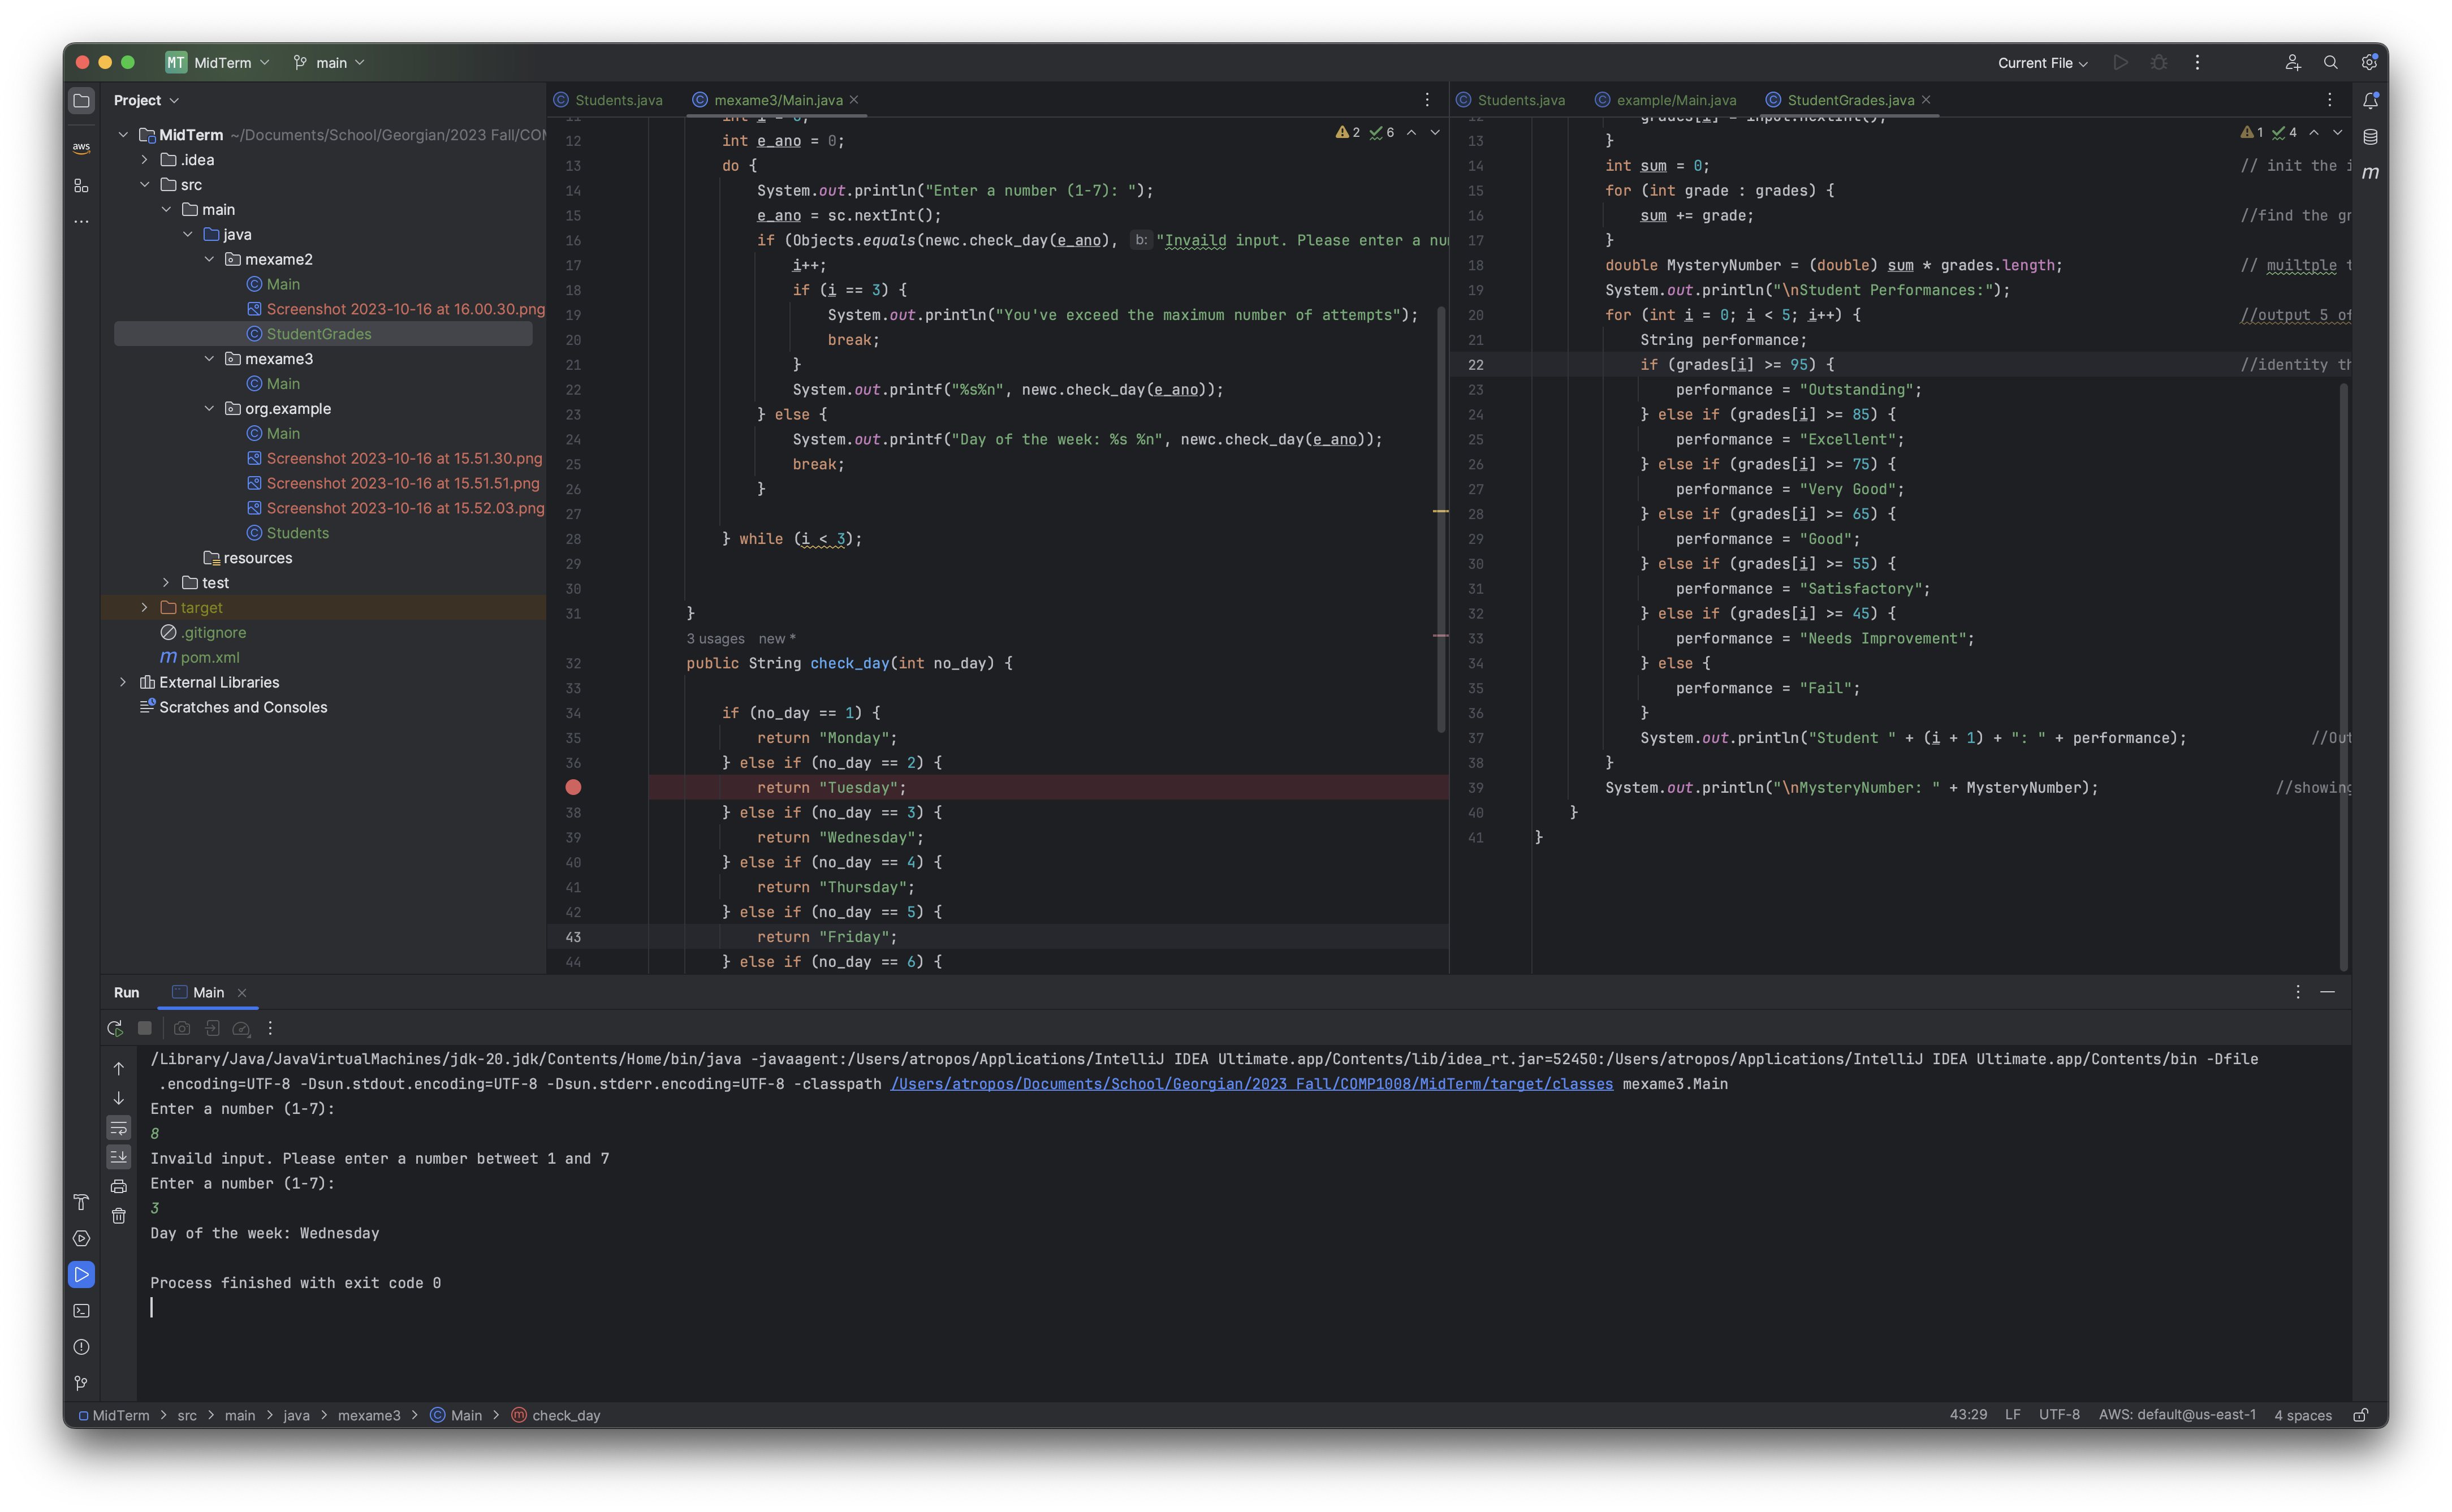 MT MidTerm main Current File
Project
MidTerm ~/Documents/School/Georgian/2023 Fall/CO
.idea
src
main
java
mexame2
Main
Screenshot 2023-10-16 at 16.00.30.png
StudentGrades
mexame3
Main
org.example
Main
Screenshot 2023-10-16 at 15.51.30.png
Screenshot 2023-10-16 at 15.51.51.png
Screenshot 2023-10-16 at 15.52.03.png
Students
resources
test
target
.gitignore
pom.xml
External Libraries
Scratches and Consoles
aws
Students.java mexame3/Main.java
2 6
11 int i = 0;
12 int e_ano = 0;
13 do {
14 System.out.println("Enter a number (1-7): ");
15 e_ano = sc.nextInt();
16 if (Objects.equals(newc.check_day(e_ano), b: "Invaild input. Please enter a nu
17 i++;
18 if (i == 3) {
19 System.out.println("You've exceed the maximum number of attempts");
20 break;
21 }
22 System.out.printf("%s%n", newc.check_day(e_ano));
23 } else {
24 System.out.printf("Day of the week: %s %n", newc.check_day(e_ano));
25 break;
26 }
27
28 } while (i < 3);
29
30
31 }
3 usages new *
32 public String check_day(int no_day) {
33
34 if (no_day == 1) {
35 return "Monday";
36 } else if (no_day == 2) {
return "Tuesday";
38 } else if (no_day == 3) {
39 return "Wednesday";
40 } else if (no_day == 4) {
41 return "Thursday";
42 } else if (no_day == 5) {
43 return "Friday";
44 } else if (no_day == 6) {
Students.java example/Main.java StudentGrades.java
1 4
12 grades[i] = input.nextInt();
13 }
14 int sum = 0; // init the i
15 for (int grade : grades) {
16 sum += grade; //find the gr
17 }
18 double MysteryNumber = (double) sum * grades.length; // muiltple t
19 System.out.println("\nStudent Performances:");
20 for (int i = 0; i < 5; i++) { //output 5 of
21 String performance;
22 if (grades[i] >= 95) { //identity th
23 performance = "Outstanding";
24 } else if (grades[i] >= 85) {
25 performance = "Excellent";
26 } else if (grades[i] >= 75) {
27 performance = "Very Good";
28 } else if (grades[i] >= 65) {
29 performance = "Good";
30 } else if (grades[i] >= 55) {
31 performance = "Satisfactory";
32 } else if (grades[i] >= 45) {
33 performance = "Needs Improvement";
34 } else {
35 performance = "Fail";
36 }
37 System.out.println("Student " + (i + 1) + ": " + performance); //Out
38 }
39 System.out.println("\nMysteryNumber: " + MysteryNumber); //showing
40 }
41 }
Run Main
/Library/Java/JavaVirtualMachines/jdk-20.jdk/Contents/Home/bin/java -javaagent:/Users/atropos/Applications/IntelliJ IDEA Ultimate.app/Contents/lib/idea_rt.jar=52450:/Users/atropos/Applications/IntelliJ IDEA Ultimate.app/Contents/bin -Dfile
.encoding=UTF-8 -Dsun.stdout.encoding=UTF-8 -Dsun.stderr.encoding=UTF-8 -classpath /Users/atropos/Documents/School/Georgian/2023 Fall/COMP1008/MidTerm/target/classes mexame3.Main
Enter a number (1-7):
8
Invaild input. Please enter a number betweet 1 and 7
Enter a number (1-7):
3
Day of the week: Wednesday
Process finished with exit code 0
MidTerm > src > main > java > mexame3 > Main > check_day 43:29 LF UTF-8 AWS: default@us-east-1 4 spaces